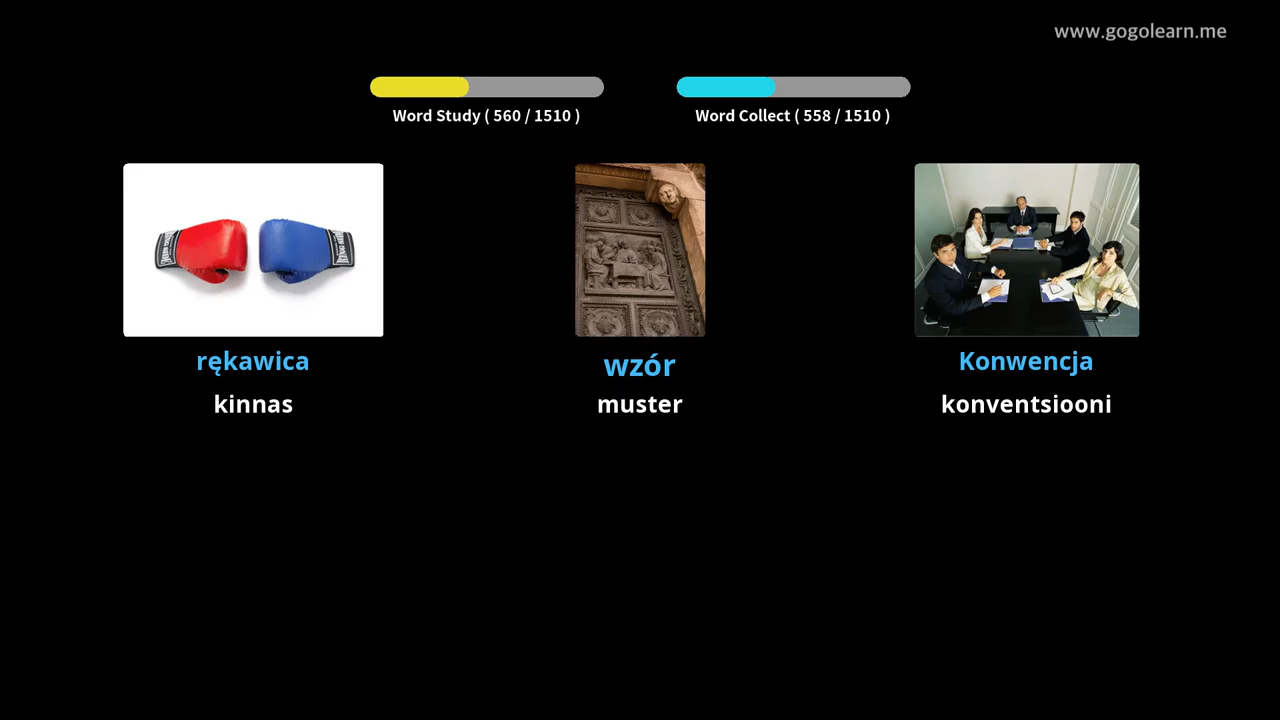 www.gogolearn.me
Word Study ( 560 / 1510 )
Word Collect ( 558 / 1510 )
rękawica
kinnas
wzór
muster
Konwencja
konventsiooni